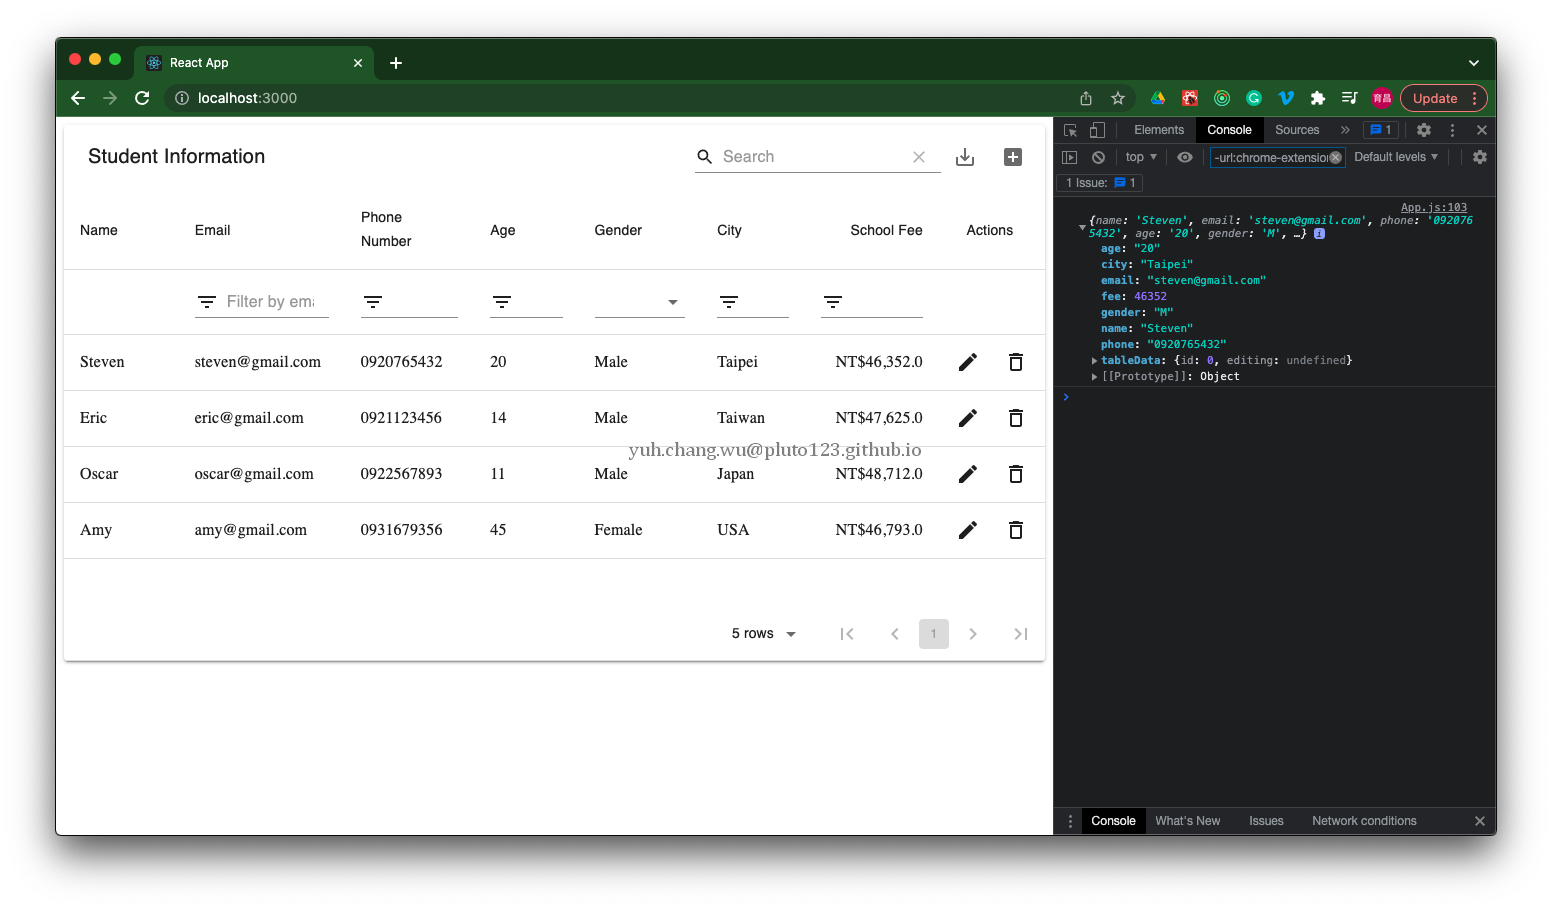 React App
localhost:3000
育昌
Update
Student Information
Search
Name Email Phone Number Age Gender City School Fee Actions
Filter by ema
Steven steven@gmail.com 0920765432 20 Male Taipei NT$46,352.0
Eric eric@gmail.com 0921123456 14 Male Taiwan NT$47,625.0
yuh.chang.wu@pluto123.github.io
Oscar oscar@gmail.com 0922567893 11 Male Japan NT$48,712.0
Amy amy@gmail.com 0931679356 45 Female USA NT$46,793.0
5 rows 1
Elements Console Sources » 1
top -url:chrome-extension Default levels
1 Issue: 1
App.js:103
{name: 'Steven', email: 'steven@gmail.com', phone: '092076
5432', age: '20', gender: 'M', …} i
age: "20"
city: "Taipei"
email: "steven@gmail.com"
fee: 46352
gender: "M"
name: "Steven"
phone: "0920765432"
tableData: {id: 0, editing: undefined}
[[Prototype]]: Object
Console What's New Issues Network conditions